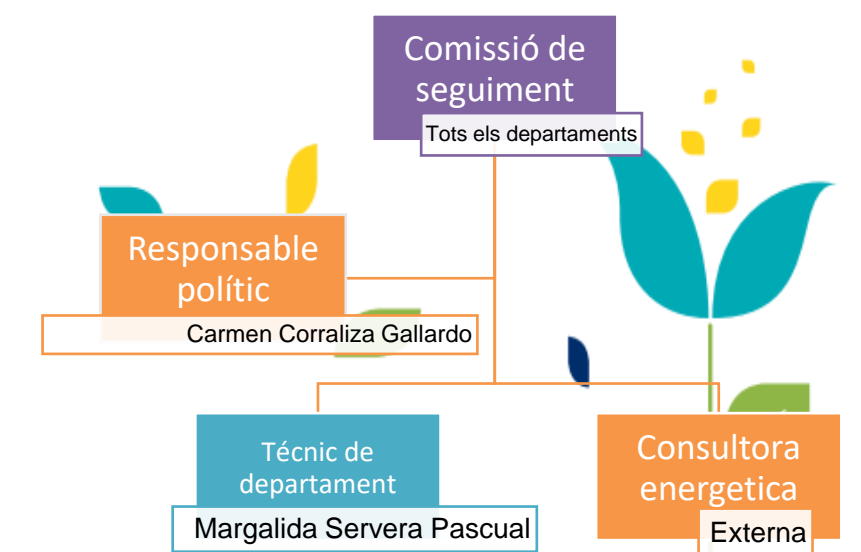 Comissió de
seguiment
Tots els departaments
Responsable
polític
Carmen Corraliza Gallardo
Técnic de
departament
Margalida Servera Pascual
Consultora
energetica
Externa